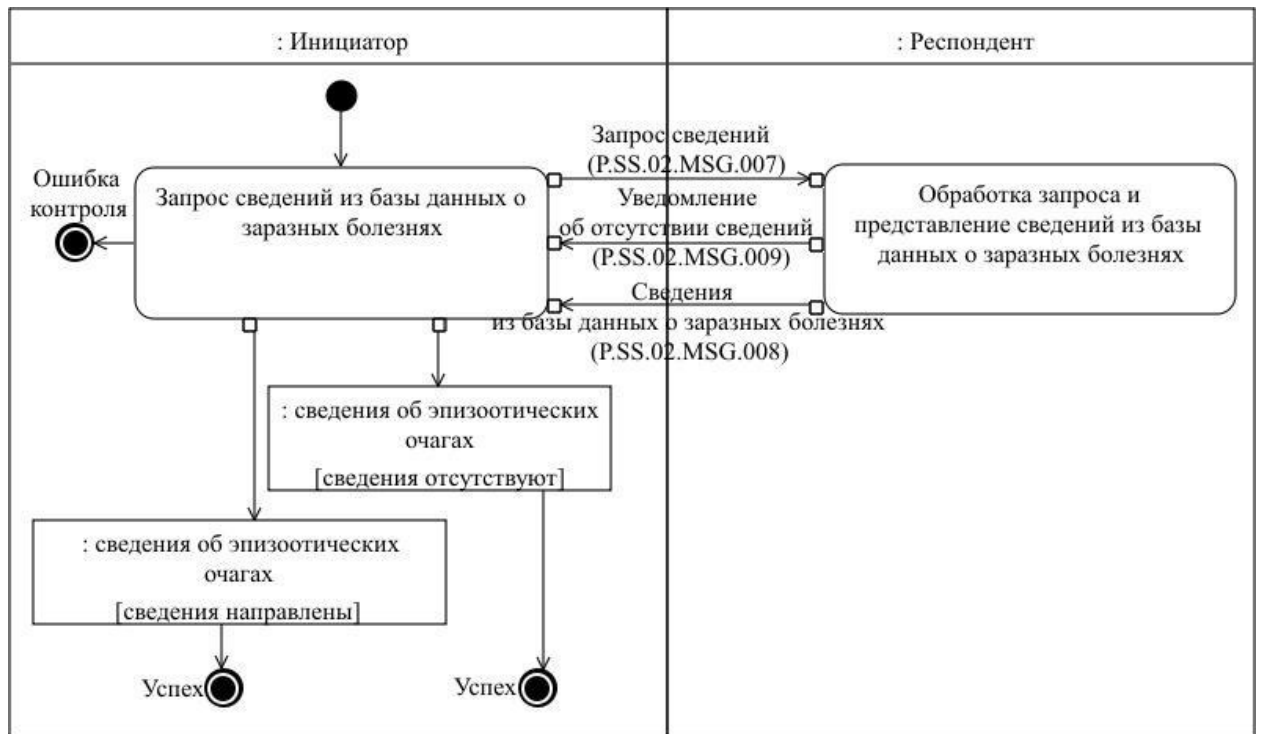 : Инициатор
: Респондент
Запрос сведений
(P.SS.02.MSG.007)
Ошибка
контроля
Запрос сведений из базы данных о
заразных болезнях
Уведомление
об отсутствии сведений
(P.SS.02.MSG.009)
Обработка запроса и
представление сведений из базы
данных о заразных болезнях
Сведения
из базы данных о заразных болезнях
(P.SS.02.MSG.008)
: сведения об эпизоотических
очагах
[сведения отсутствуют]
: сведения об эпизоотических
очагах
[сведения направлены]
Успех
Успех